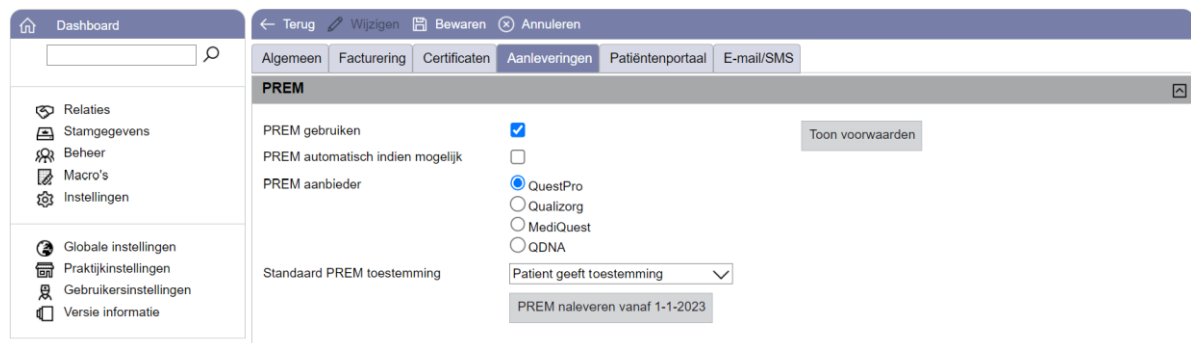 Dashboard
Terug Wijzigen Bewaren Annuleren
Algemeen Facturering Certificaten Aanleveringen Patiëntenportaal E-mail/SMS
PREM
Relaties
Stamgegevens
Beheer
Macro's
Instellingen
Globale instellingen
Praktijkinstellingen
Gebruikersinstellingen
Versie informatie
PREM gebruiken
Toon voorwaarden
PREM automatisch indien mogelijk
PREM aanbieder
QuestPro
Qualizorg
MediQuest
QDNA
Standaard PREM toestemming
Patient geeft toestemming
PREM naleveren vanaf 1-1-2023